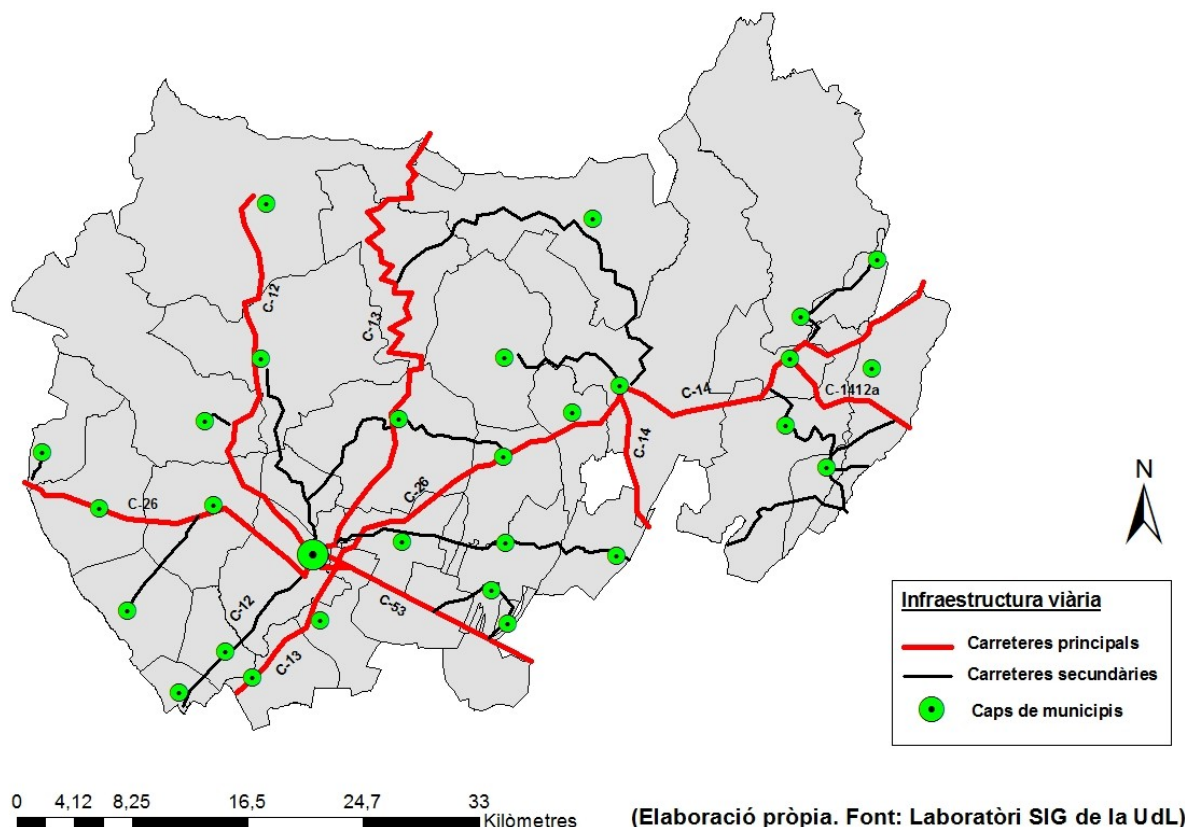 C-12
C-13
C-14
C-1412a
C-14
C-26
C-26
C-12
C-53
C-13
N
Infraestructura viària
Carreteres principals
Carreteres secundàries
Caps de municipis
0 4,12 8,25 16,5 24,7 33
Kilòmetres
(Elaboració pròpia. Font: Laboratòri SIG de la UdL)